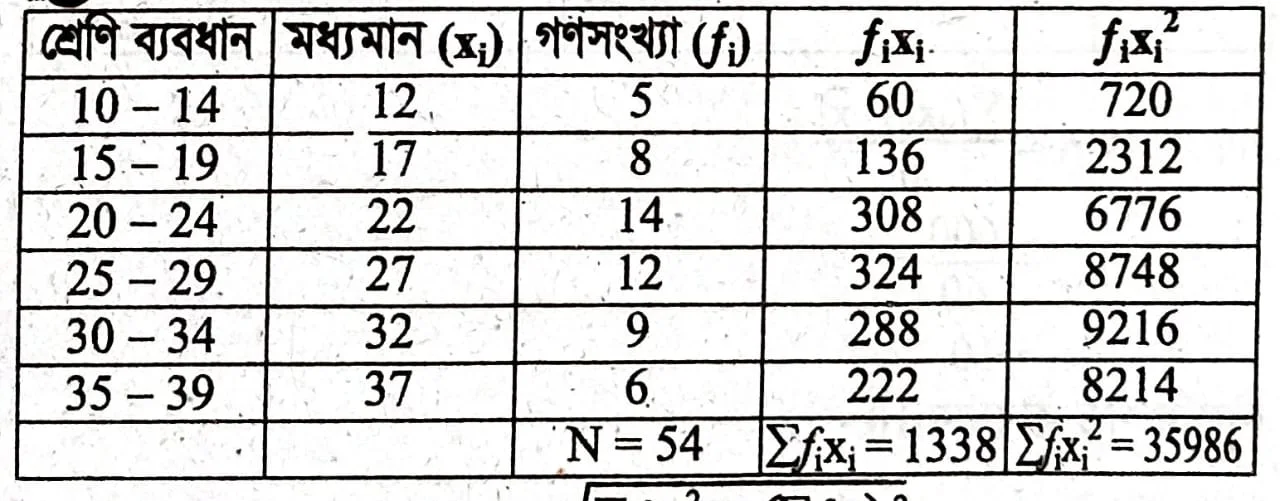 শ্রেণি ব্যবধান মধ্যমান (xᵢ) গণসংখ্যা (fᵢ) fᵢxᵢ fᵢxᵢ²
10 – 14 12 5 60 720
15 – 19 17 8 136 2312
20 – 24 22 14 308 6776
25 – 29 27 12 324 8748
30 – 34 32 9 288 9216
35 – 39 37 6 222 8214
N = 54 ∑fᵢxᵢ = 1338 ∑fᵢxᵢ² = 35986